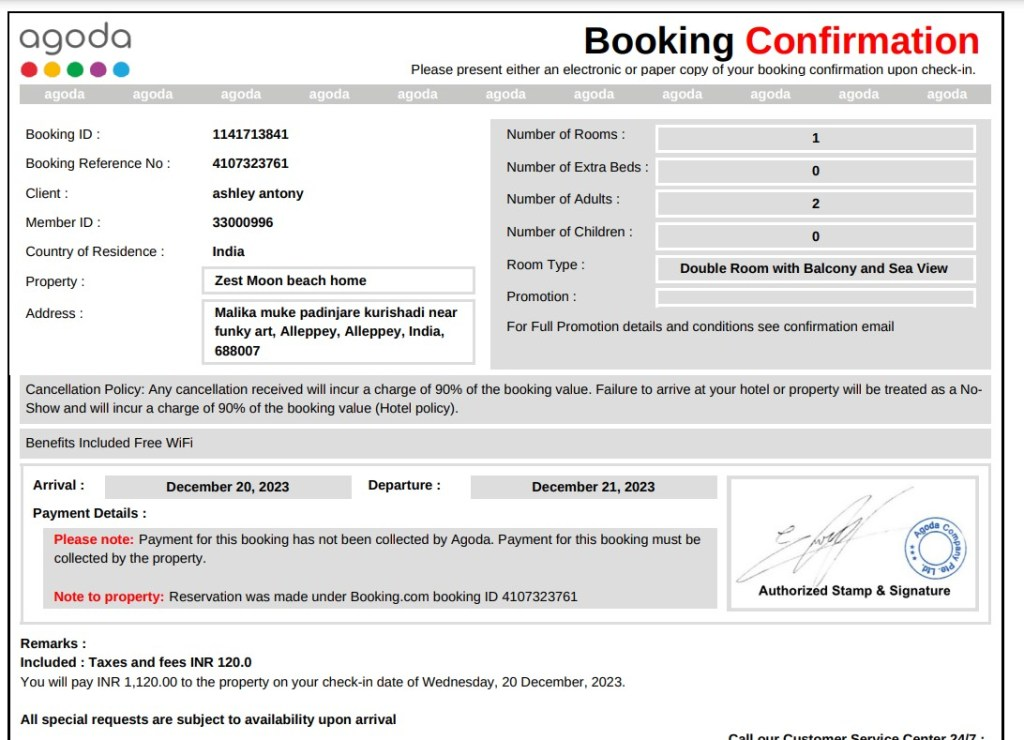 agoda
Booking Confirmation
Please present either an electronic or paper copy of your booking confirmation upon check-in.
agoda agoda agoda agoda agoda agoda agoda agoda agoda agoda agoda
Booking ID : 1141713841
Booking Reference No : 4107323761
Client : ashley antony
Member ID : 33000996
Country of Residence : India
Property : Zest Moon beach home
Address : Malika muke padinjare kurishadi near
funky art, Alleppey, Alleppey, India,
688007
Number of Rooms : 1
Number of Extra Beds : 0
Number of Adults : 2
Number of Children : 0
Room Type : Double Room with Balcony and Sea View
Promotion :
For Full Promotion details and conditions see confirmation email
Cancellation Policy: Any cancellation received will incur a charge of 90% of the booking value. Failure to arrive at your hotel or property will be treated as a No-
Show and will incur a charge of 90% of the booking value (Hotel policy).
Benefits Included Free WiFi
Arrival : December 20, 2023 Departure : December 21, 2023
Payment Details :
Please note: Payment for this booking has not been collected by Agoda. Payment for this booking must be
collected by the property.
Note to property: Reservation was made under Booking.com booking ID 4107323761
Agoda Company Pte. Ltd.
Authorized Stamp & Signature
Remarks :
Included : Taxes and fees INR 120.0
You will pay INR 1,120.00 to the property on your check-in date of Wednesday, 20 December, 2023.
All special requests are subject to availability upon arrival
Call our Customer Service Center 24/7 :